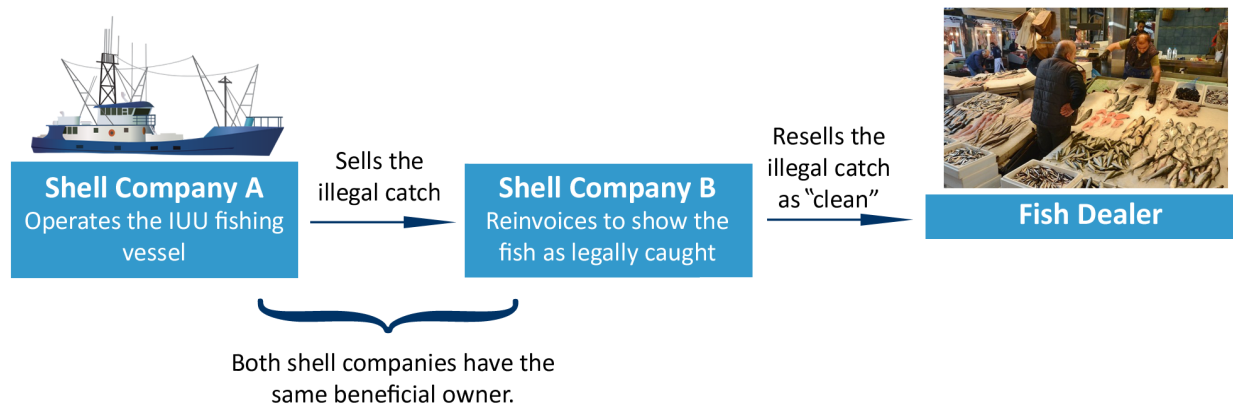 Shell Company A
Operates the IUU fishing
vessel
Sells the
illegal catch
Shell Company B
Reinvoices to show the
fish as legally caught
Resells the
illegal catch
as “clean”
Fish Dealer
Both shell companies have the
same beneficial owner.